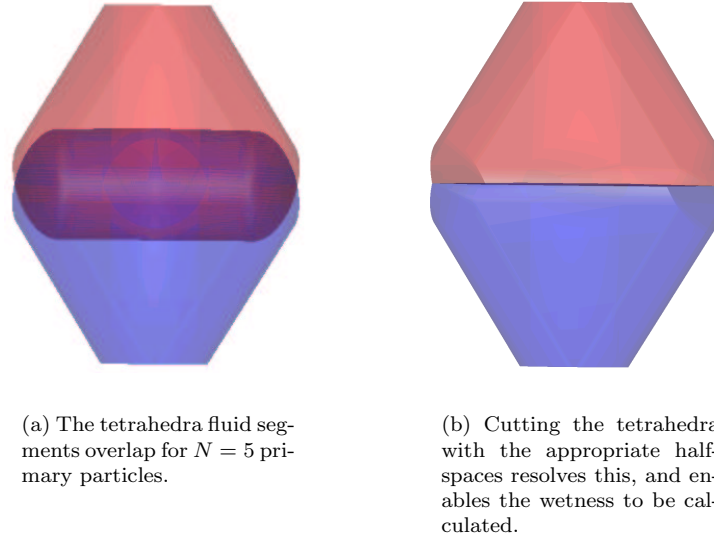 (a) The tetrahedra fluid seg-
ments overlap for N = 5 pri-
mary particles.
(b) Cutting the tetrahedra
with the appropriate half-
spaces resolves this, and en-
ables the wetness to be cal-
culated.